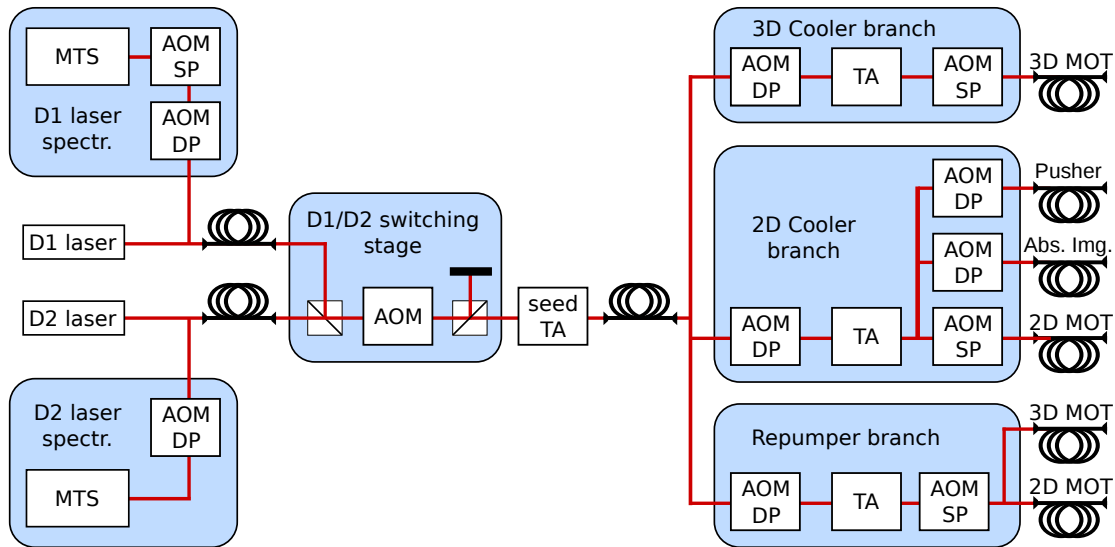 MTS
AOM
SP
D1 laser
spectr.
AOM
DP
D1 laser
D2 laser
D2 laser
spectr.
AOM
DP
MTS
D1/D2 switching
stage
AOM
seed
TA
3D Cooler branch
AOM
DP
TA
AOM
SP
3D MOT
2D Cooler
branch
AOM
DP
Pusher
AOM
DP
Abs. Img.
AOM
DP
TA
AOM
SP
2D MOT
Repumper branch
AOM
DP
TA
AOM
SP
3D MOT
2D MOT